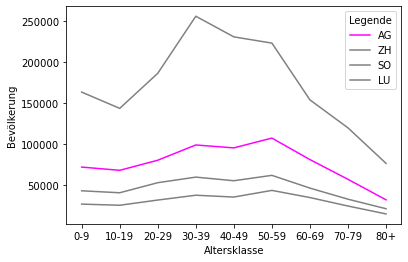 Legende
AG
ZH
SO
LU
250000
200000
150000
100000
50000
Bevölkerung
0-9 10-19 20-29 30-39 40-49 50-59 60-69 70-79 80+
Altersklasse